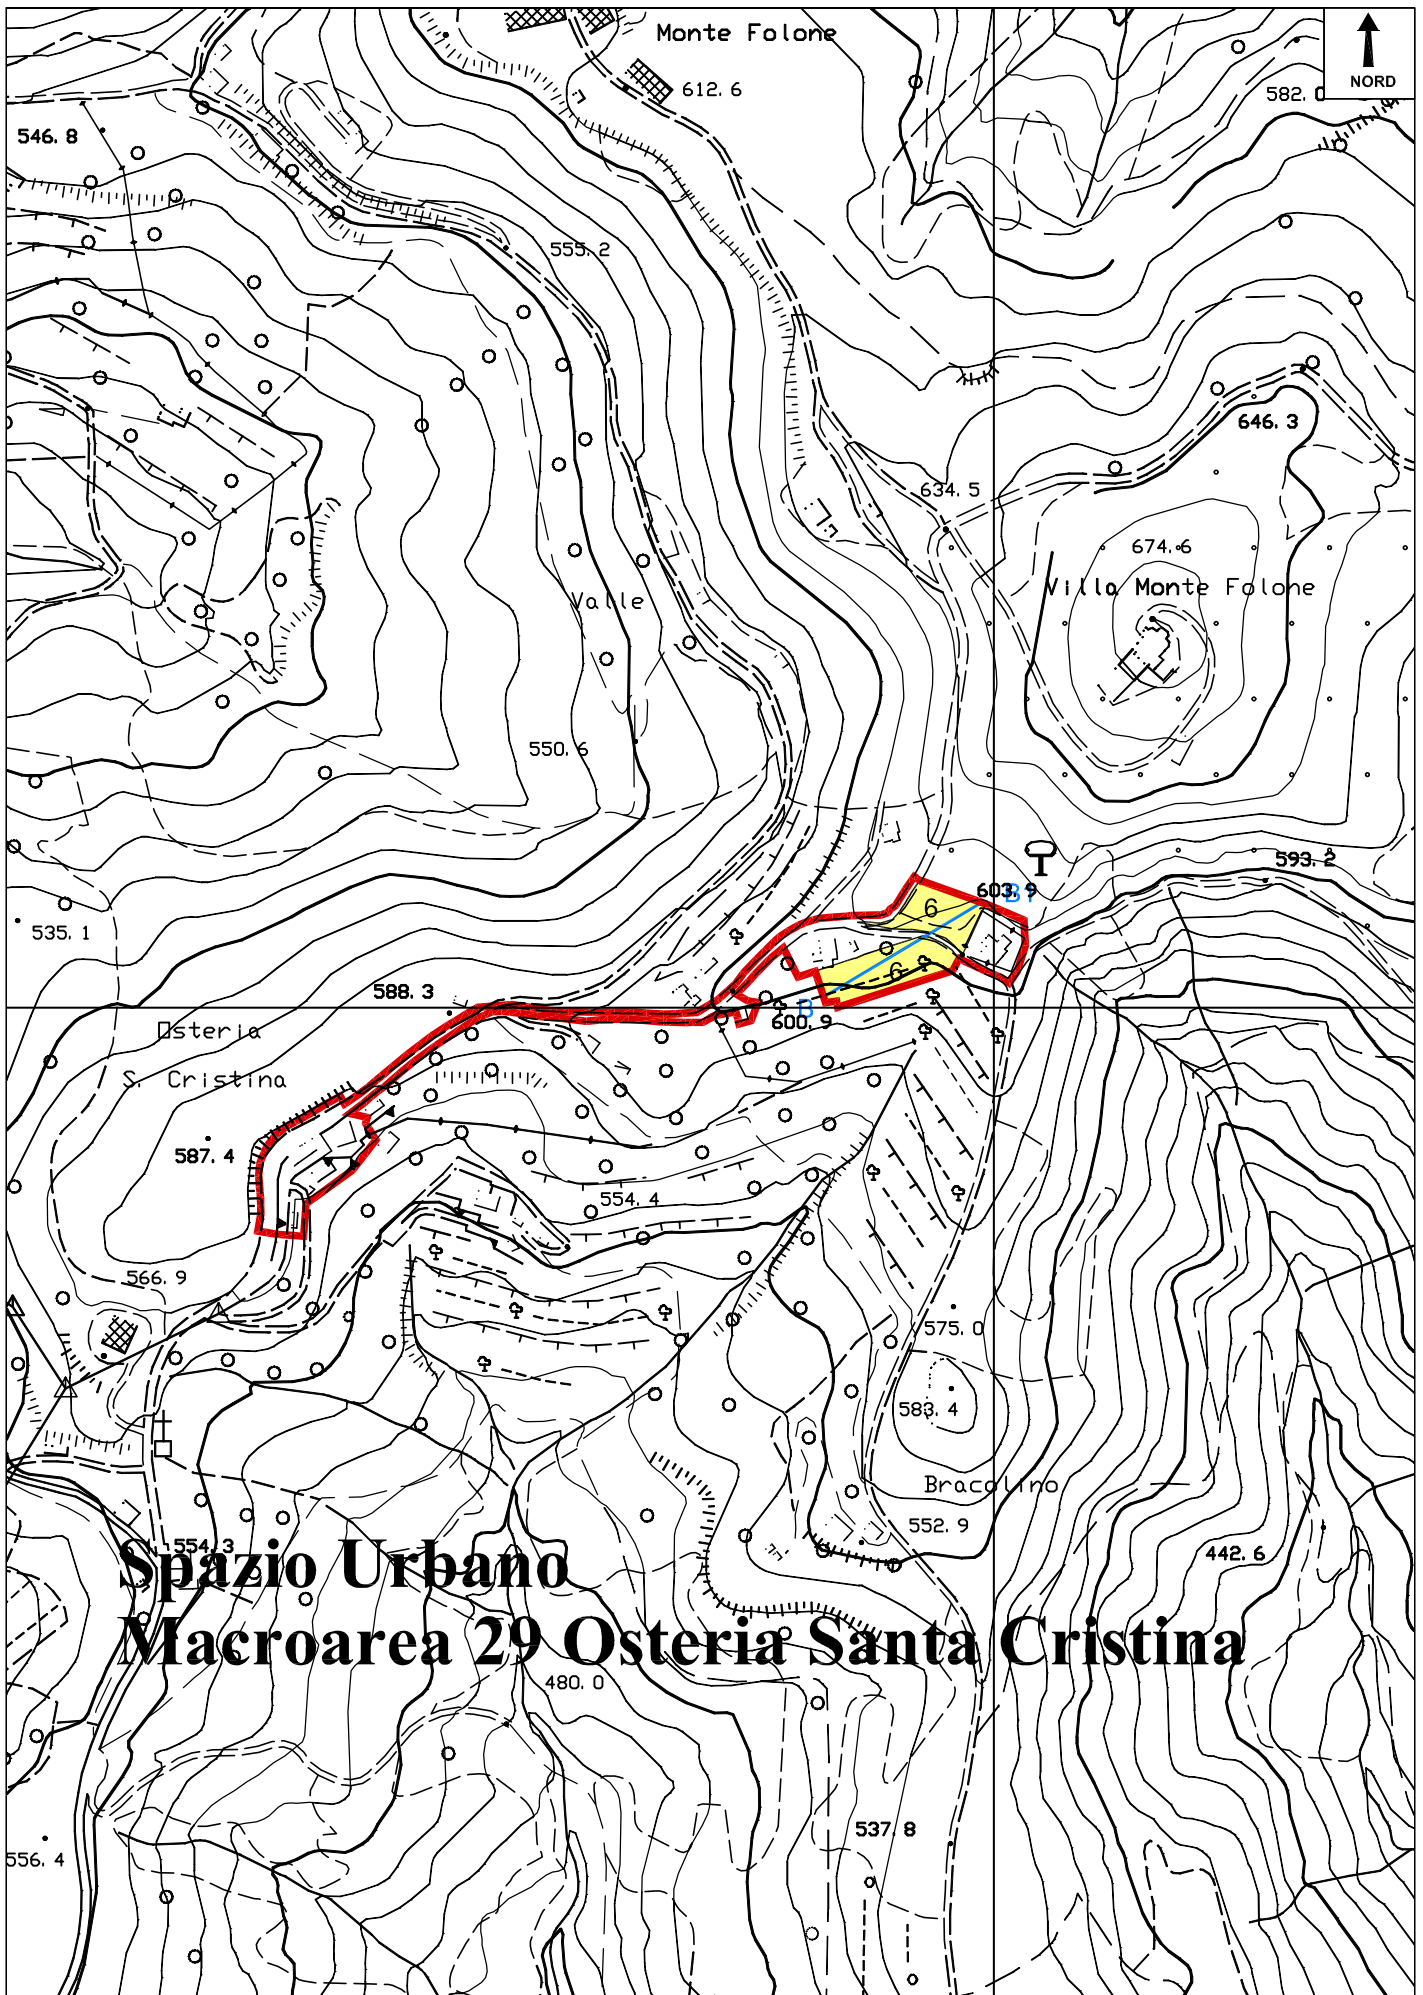 Monte Folone
NORD
612. 6
582. 0
546. 8
555. 2
646. 3
634. 5
674. 6
Villa Monte Folone
Valle
550. 6
593. 2
603. 9
6
535. 1
6
588. 3
B
600. 9
Osteria
S. Cristina
587. 4
554. 4
566. 9
575. 0
583. 4
Bracolino
552. 9
554. 3
442. 6
Spazio Urbano
Macroarea 29 Osteria Santa Cristina
480. 0
537. 8
556. 4